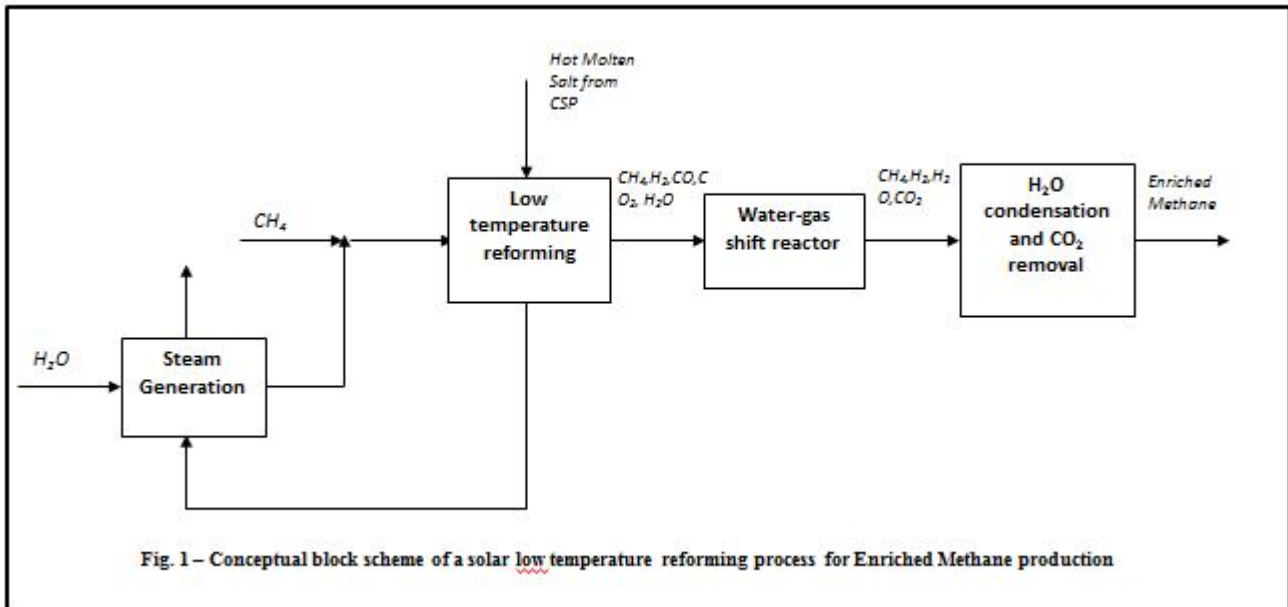 Hot Molten
Salt from
CSP
CH₄
H₂O
Steam
Generation
Low
temperature
reforming
CH₄,H₂,CO,C
O₂, H₂O
Water-gas
shift reactor
CH₄,H₂,H₂
O,CO₂
H₂O
condensation
and CO₂
removal
Enriched
Methane
Fig. 1 – Conceptual block scheme of a solar low temperature reforming process for Enriched Methane production